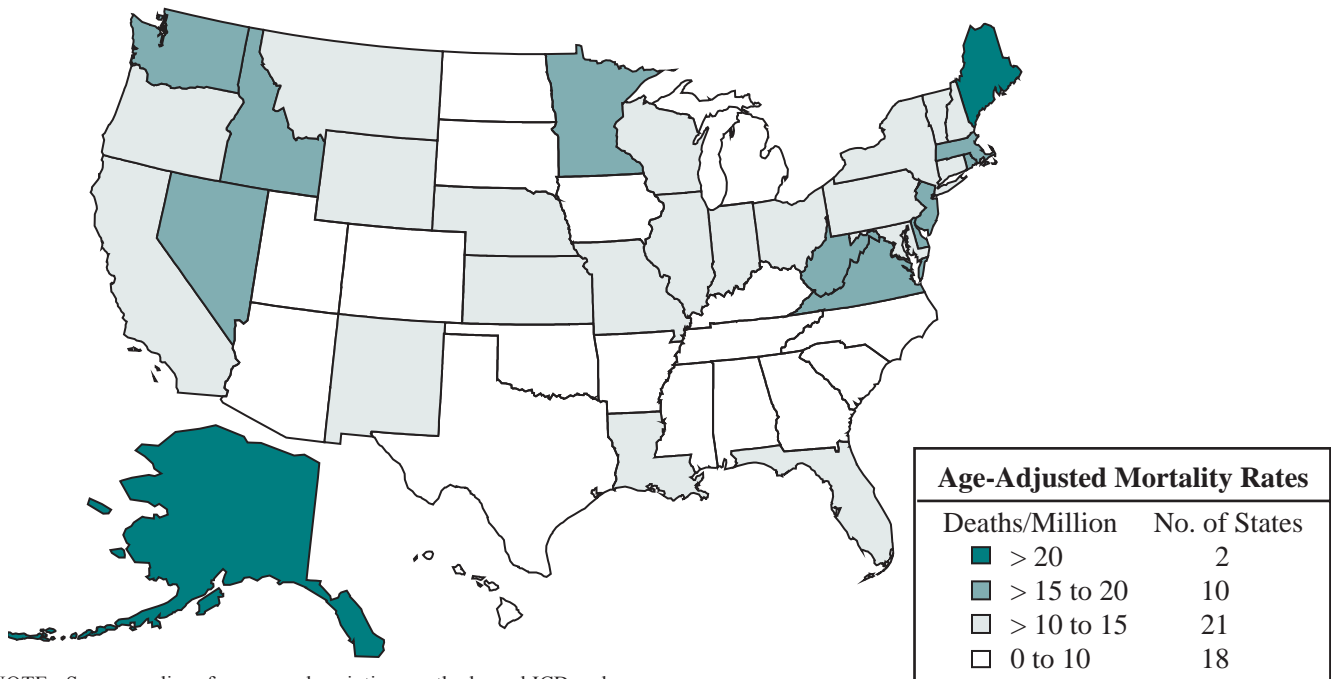 Age-Adjusted Mortality Rates
Deaths/Million No. of States
> 20 2
> 15 to 20 10
> 10 to 15 21
0 to 10 18